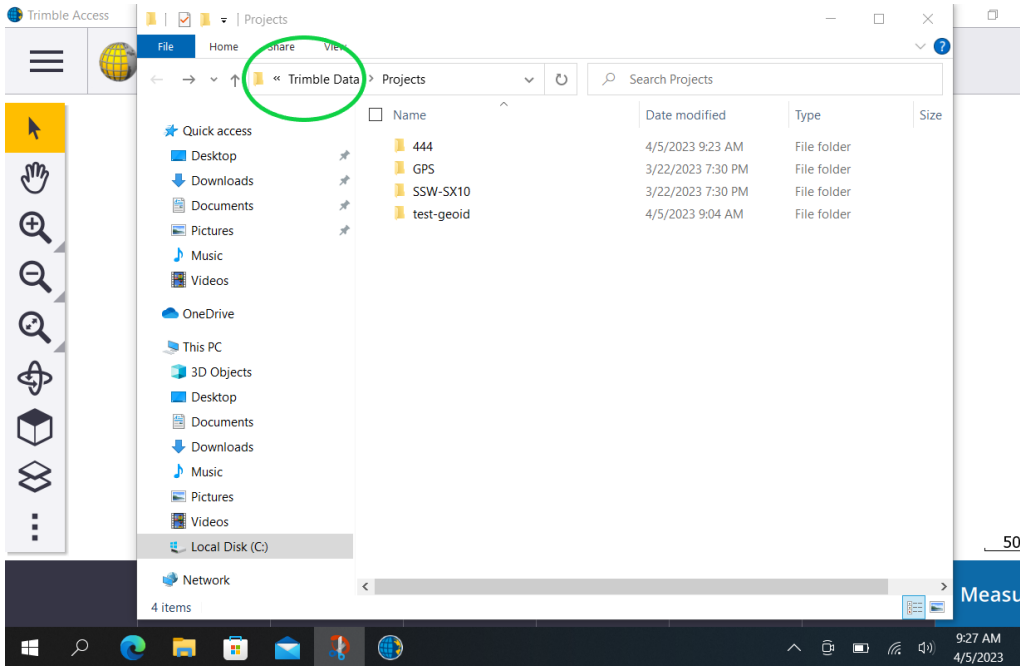 Trimble Access
Projects
File Home Share View
« Trimble Data > Projects
Search Projects
Name Date modified Type Size
Quick access
Desktop
Downloads
Documents
Pictures
Music
Videos
OneDrive
This PC
3D Objects
Desktop
Documents
Downloads
Music
Pictures
Videos
Local Disk (C:)
Network
444 4/5/2023 9:23 AM File folder
GPS 3/22/2023 7:30 PM File folder
SSW-SX10 3/22/2023 7:30 PM File folder
test-geoid 4/5/2023 9:04 AM File folder
4 items
50
Measu
9:27 AM
4/5/2023